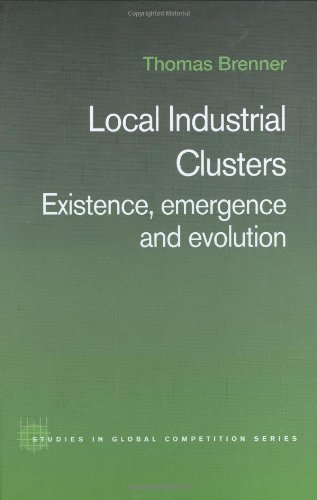 Thomas Brenner
Local Industrial
Clusters
Existence, emergence
and evolution
STUDIES IN GLOBAL COMPETITION SERIES